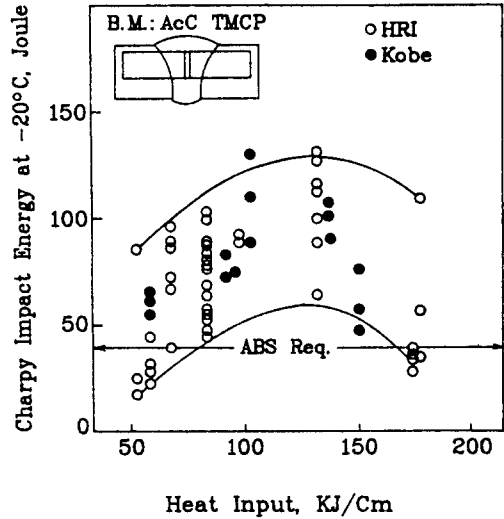 B.M.: AcC TMCP
HRI
Kobe
Charpy Impact Energy at -20°C, Joule
150
100
50
0
ABS Req.
50
100
150
200
Heat Input, KJ/Cm